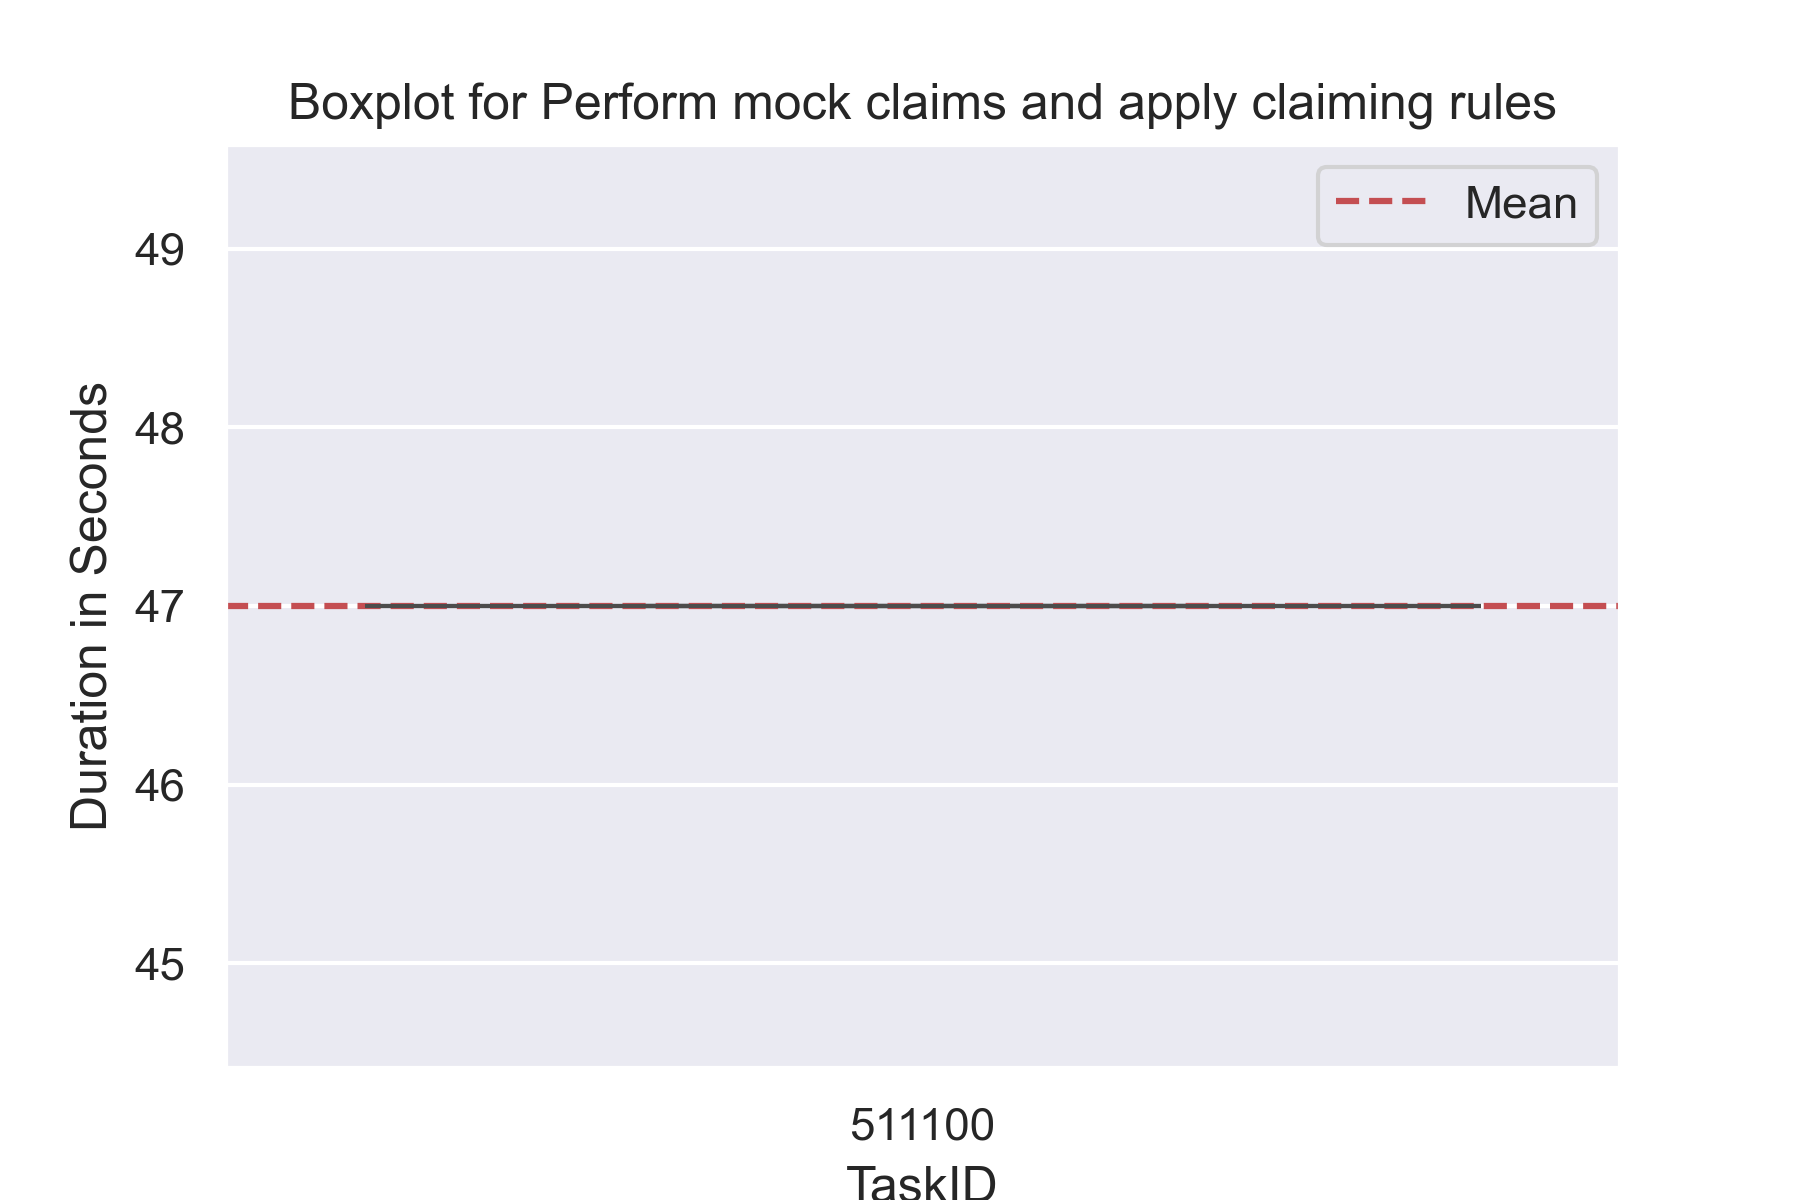 Boxplot for Perform mock claims and apply claiming rules
Mean
49
48
47
46
45
Duration in Seconds
511100
TaskID